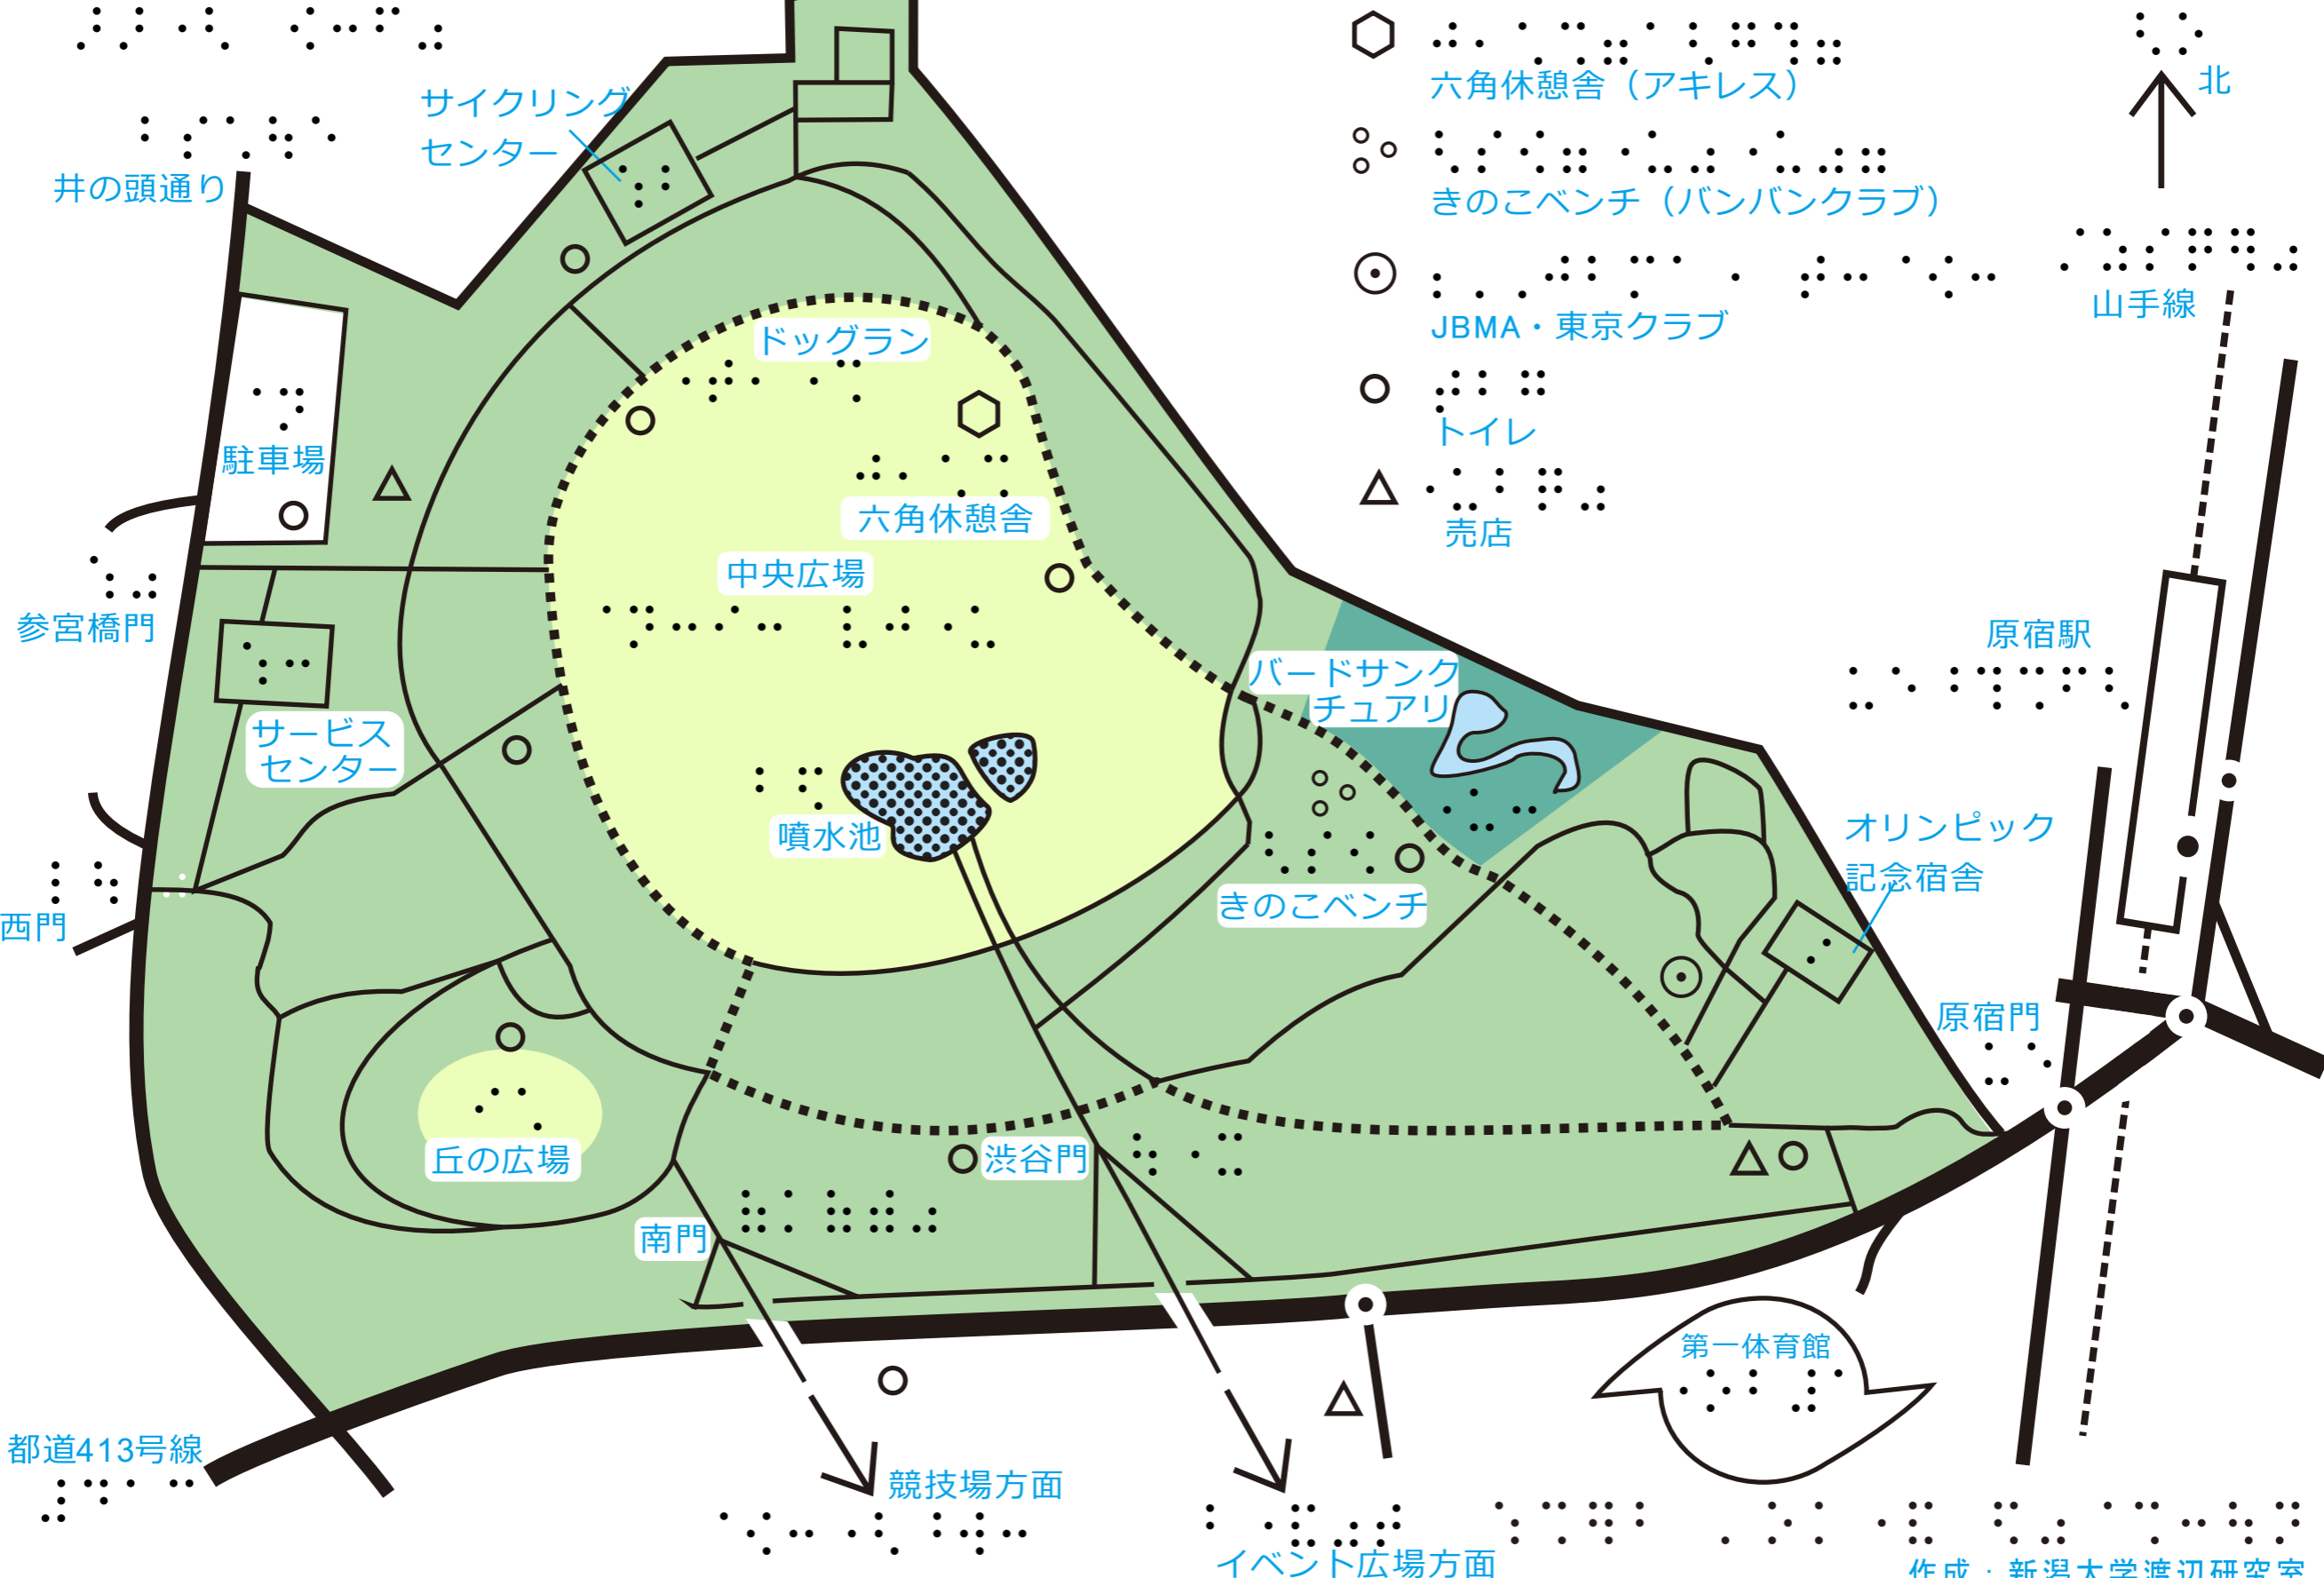 六角休憩舎（アキレス）
北
サイクリング
センター
井の頭通り
きのこベンチ（バンバンクラブ）
山手線
JBMA・東京クラブ
ドッグラン
トイレ
駐車場
六角休憩舎
売店
中央広場
参宮橋門
原宿駅
バードサンク
チュアリ
サービス
センター
噴水池
オリンピック
記念宿舎
きのこベンチ
西門
原宿門
丘の広場
渋谷門
南門
第一体育館
都道413号線
競技場方面
イベント広場方面
作成：新潟大学渡辺研究室